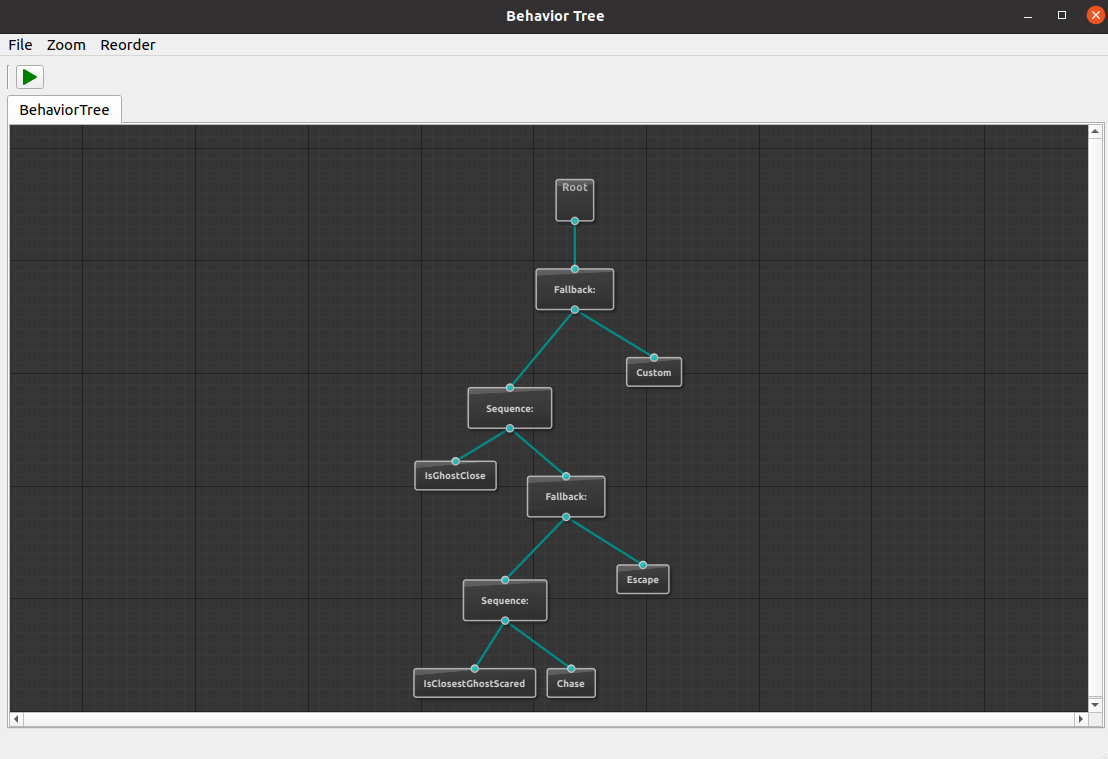 Behavior Tree
File Zoom Reorder
BehaviorTree
Root
Fallback:
Custom
Sequence:
IsGhostClose
Fallback:
Escape
Sequence:
IsClosestGhostScared
Chase